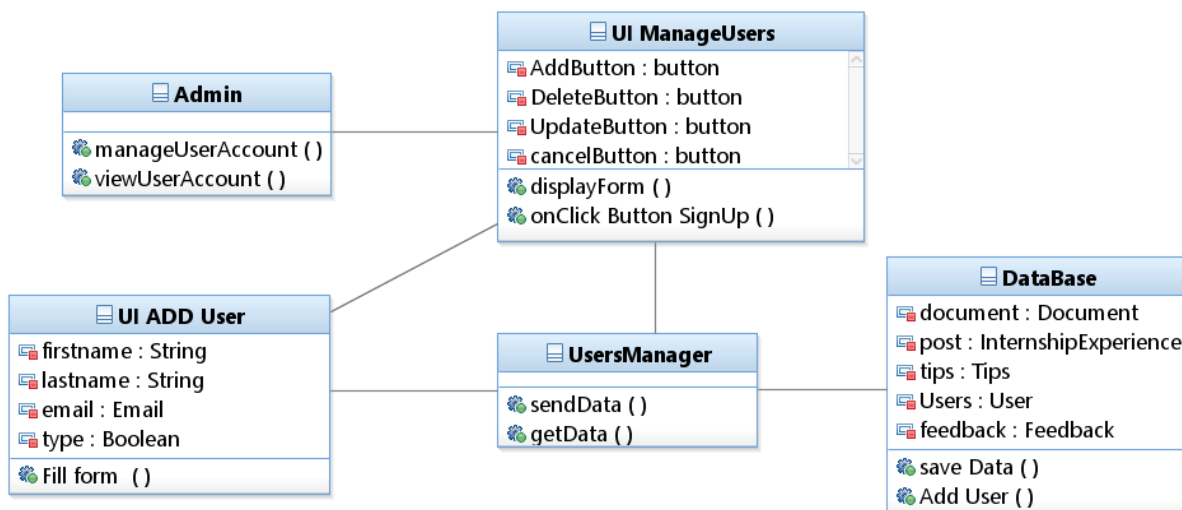 UI ManageUsers
AddButton : button
DeleteButton : button
UpdateButton : button
cancelButton : button
displayForm ( )
onClick Button SignUp ( )
Admin
manageUserAccount ( )
viewUserAccount ( )
UI ADD User
firstname : String
lastname : String
email : Email
type : Boolean
Fill form ( )
UsersManager
sendData ( )
getData ( )
DataBase
document : Document
post : InternshipExperience
tips : Tips
Users : User
feedback : Feedback
save Data ( )
Add User ( )